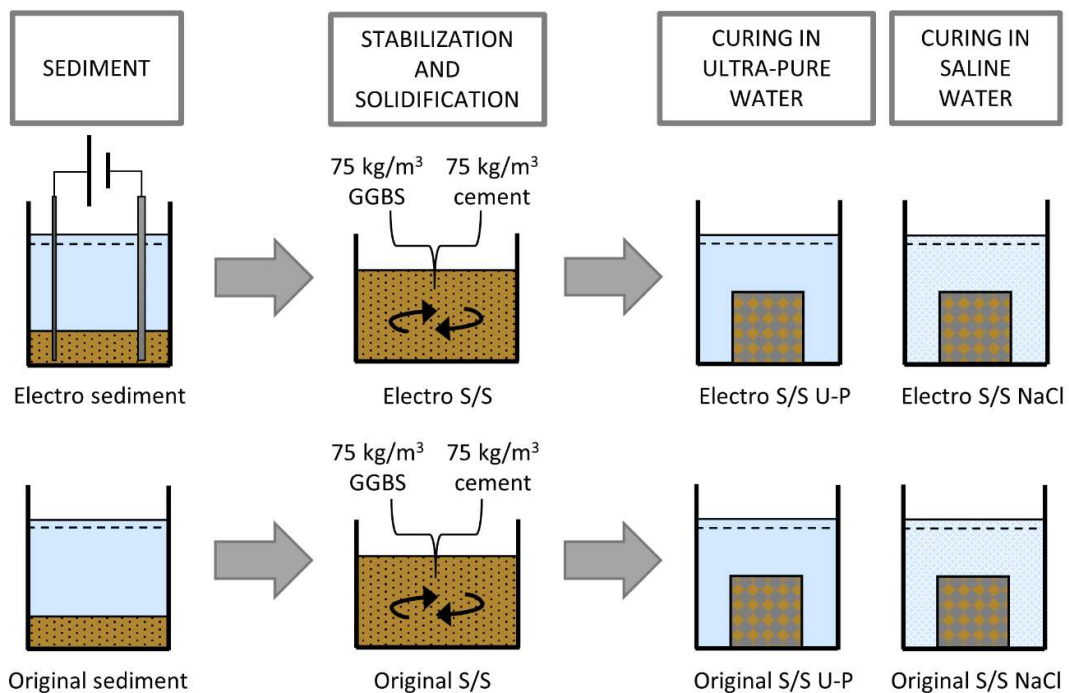 SEDIMENT
STABILIZATION
AND
SOLIDIFICATION
CURING IN
ULTRA-PURE
WATER
CURING IN
SALINE
WATER
75 kg/m³
GGBS
75 kg/m³
cement
Electro sediment
Electro S/S
Electro S/S U-P
Electro S/S NaCl
75 kg/m³
GGBS
75 kg/m³
cement
Original sediment
Original S/S
Original S/S U-P
Original S/S NaCl